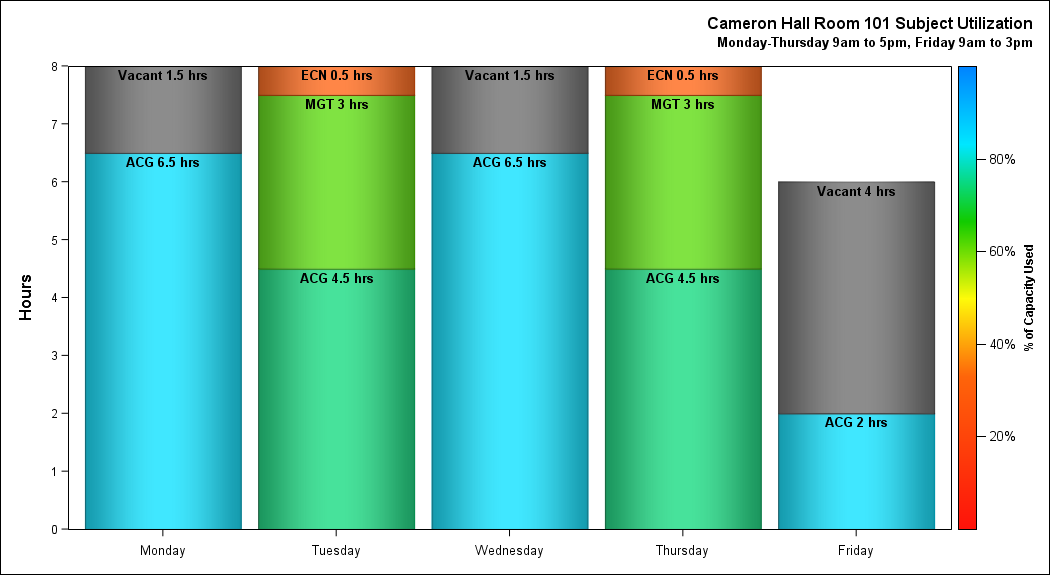 Cameron Hall Room 101 Subject Utilization
Monday-Thursday 9am to 5pm, Friday 9am to 3pm
Hours
8
7
6
5
4
3
2
1
0
Vacant 1.5 hrs
ACG 6.5 hrs
ECN 0.5 hrs
MGT 3 hrs
ACG 4.5 hrs
Vacant 1.5 hrs
ACG 6.5 hrs
ECN 0.5 hrs
MGT 3 hrs
ACG 4.5 hrs
Vacant 4 hrs
ACG 2 hrs
Monday
Tuesday
Wednesday
Thursday
Friday
80%
60%
40%
20%
% of Capacity Used